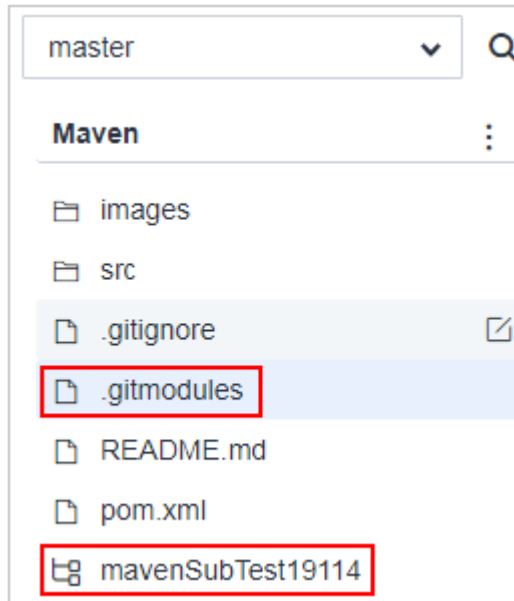 master
Maven
images
src
.gitignore
.gitmodules
README.md
pom.xml
mavenSubTest19114